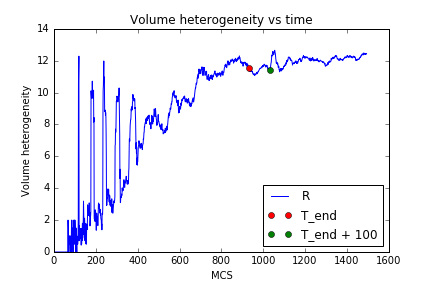 Volume heterogeneity vs time
14
12
10
8
6
4
2
0
Volume heterogeneity
R
T_end
T_end + 100
0 200 400 600 800 1000 1200 1400 1600
MCS